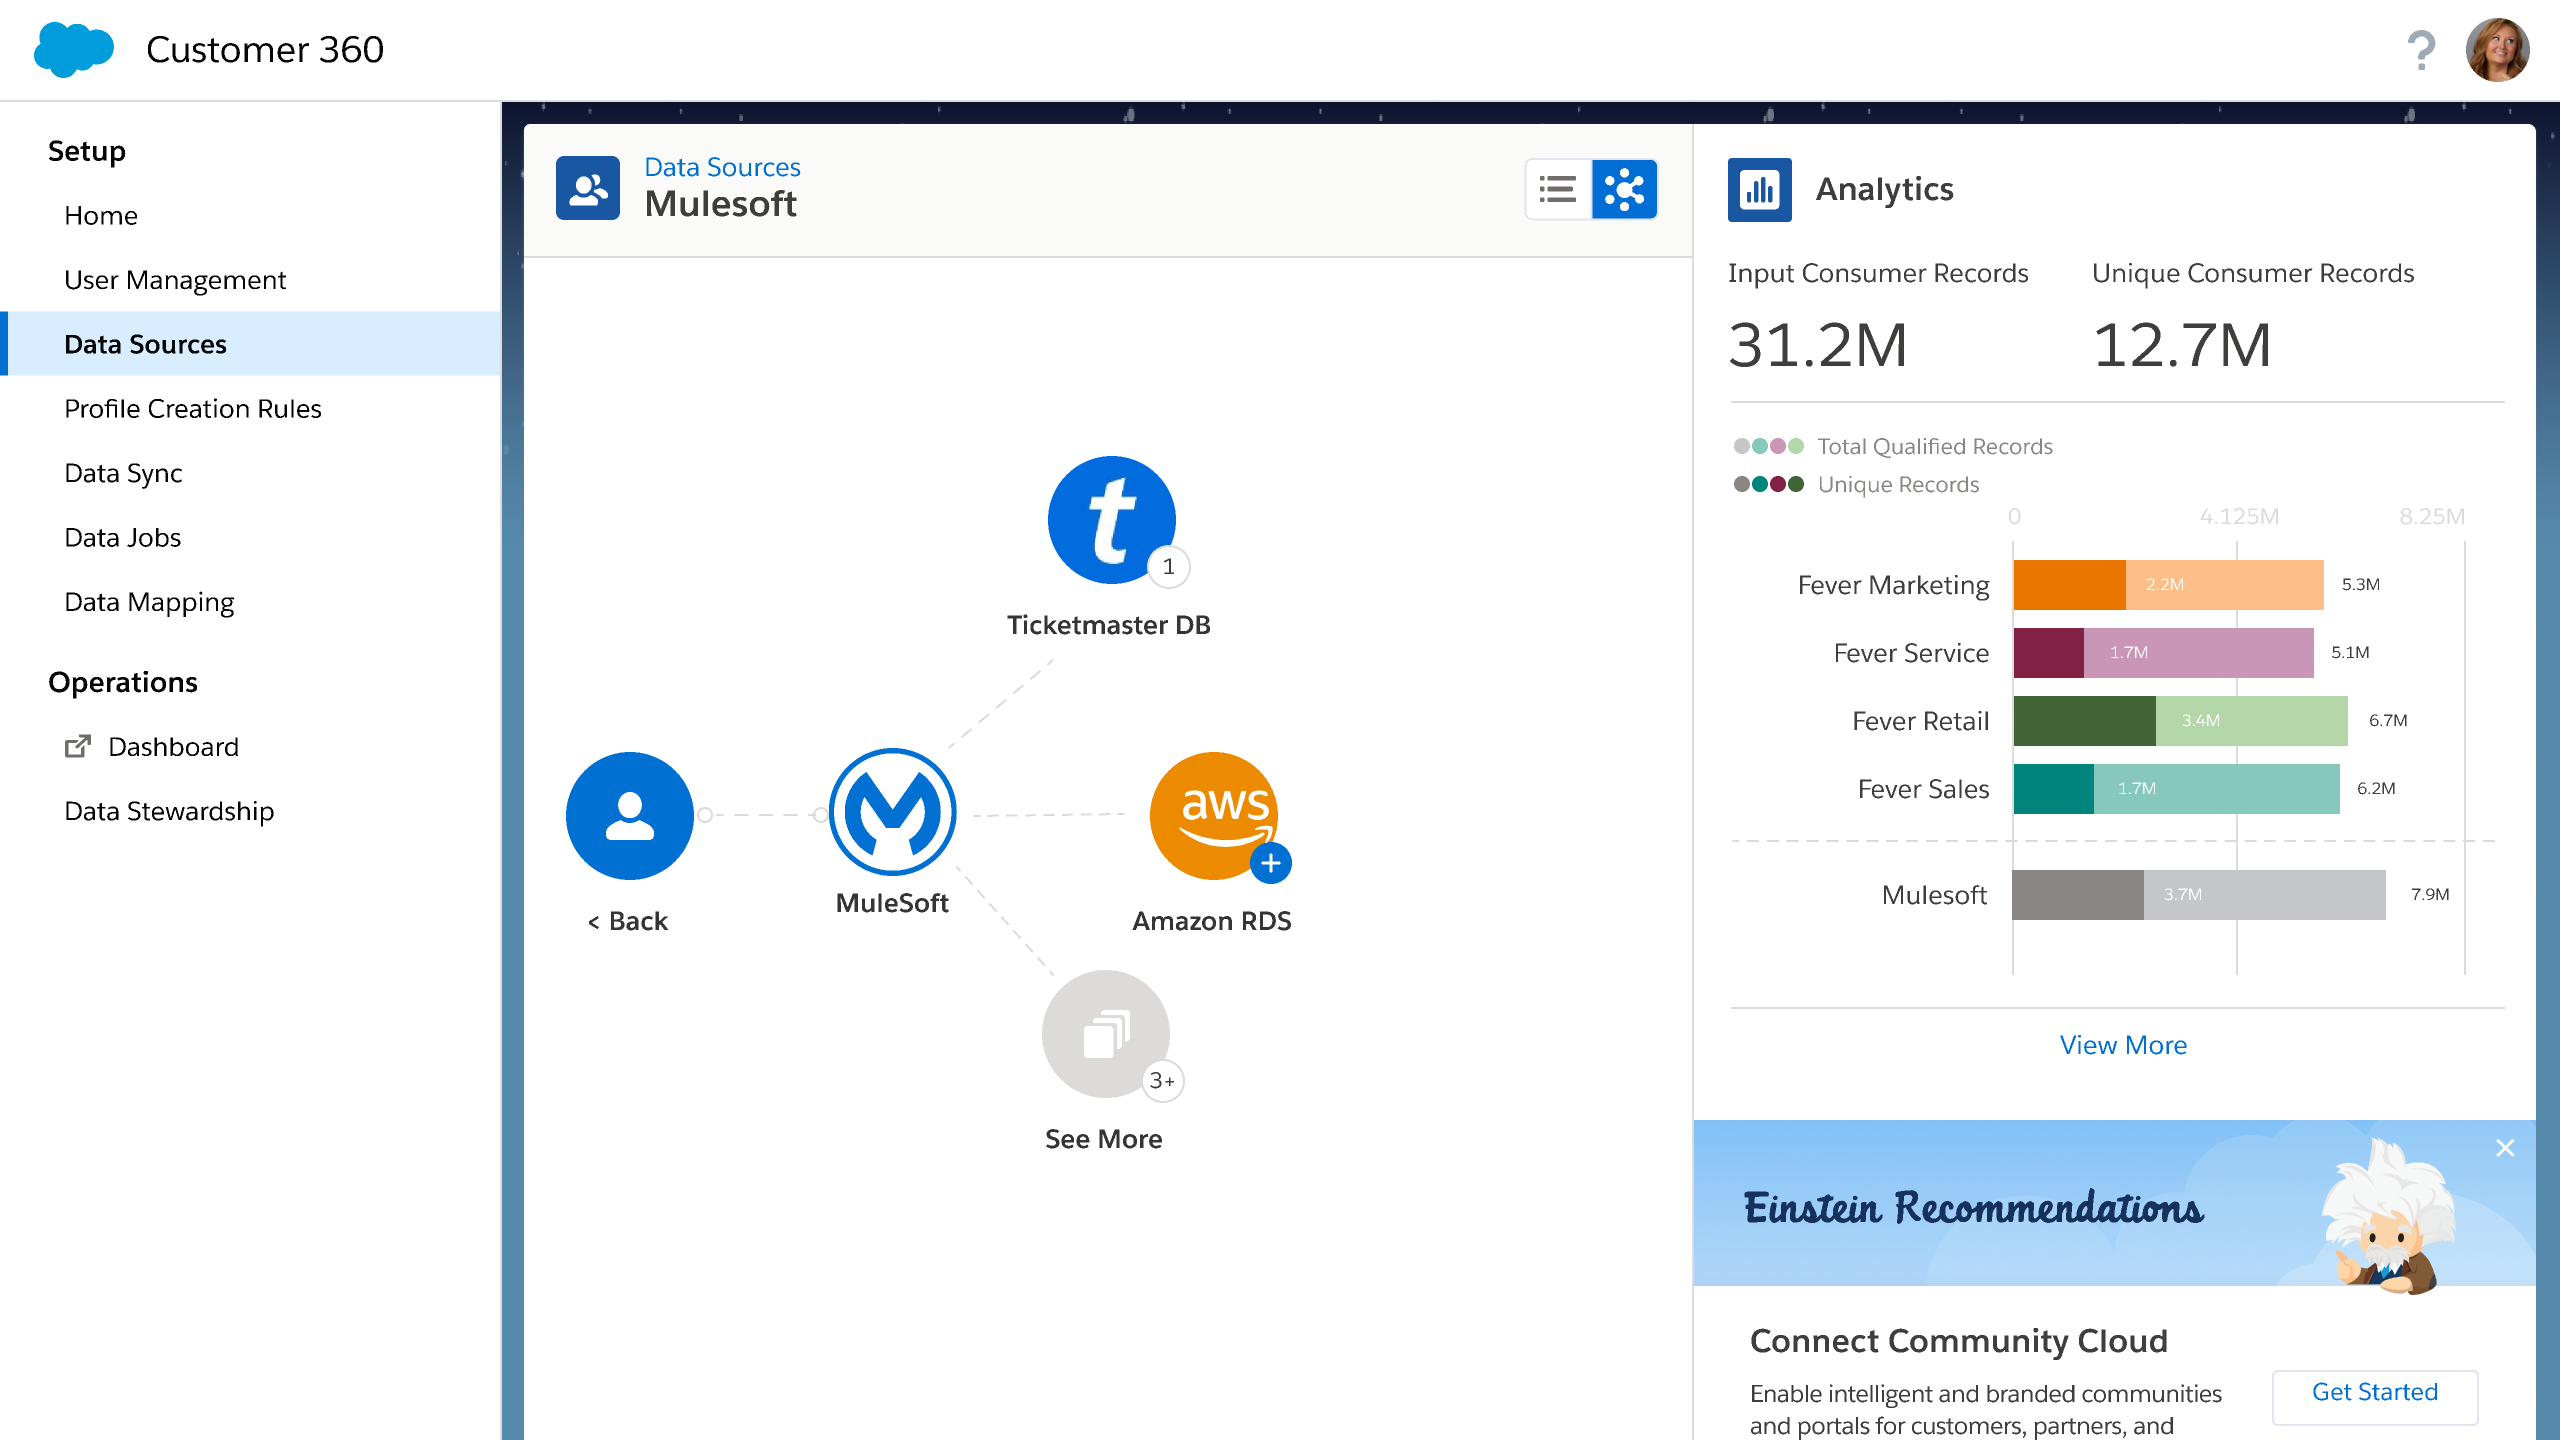 Customer 360
?
Setup
Home
User Management
Data Sources
Profile Creation Rules
Data Sync
Data Jobs
Data Mapping
Operations
Dashboard
Data Stewardship
Data Sources
Mulesoft
t
1
Ticketmaster DB
< Back
MuleSoft
aws
+
Amazon RDS
3+
See More
Analytics
Input Consumer Records
31.2M
Unique Consumer Records
12.7M
Total Qualified Records
Unique Records
0 4.125M 8.25M
Fever Marketing 2.2M 5.3M
Fever Service 1.7M 5.1M
Fever Retail 3.4M 6.7M
Fever Sales 1.7M 6.2M
Mulesoft 3.7M 7.9M
View More
Einstein Recommendations
Connect Community Cloud
Enable intelligent and branded communities
and portals for customers, partners, and
Get Started